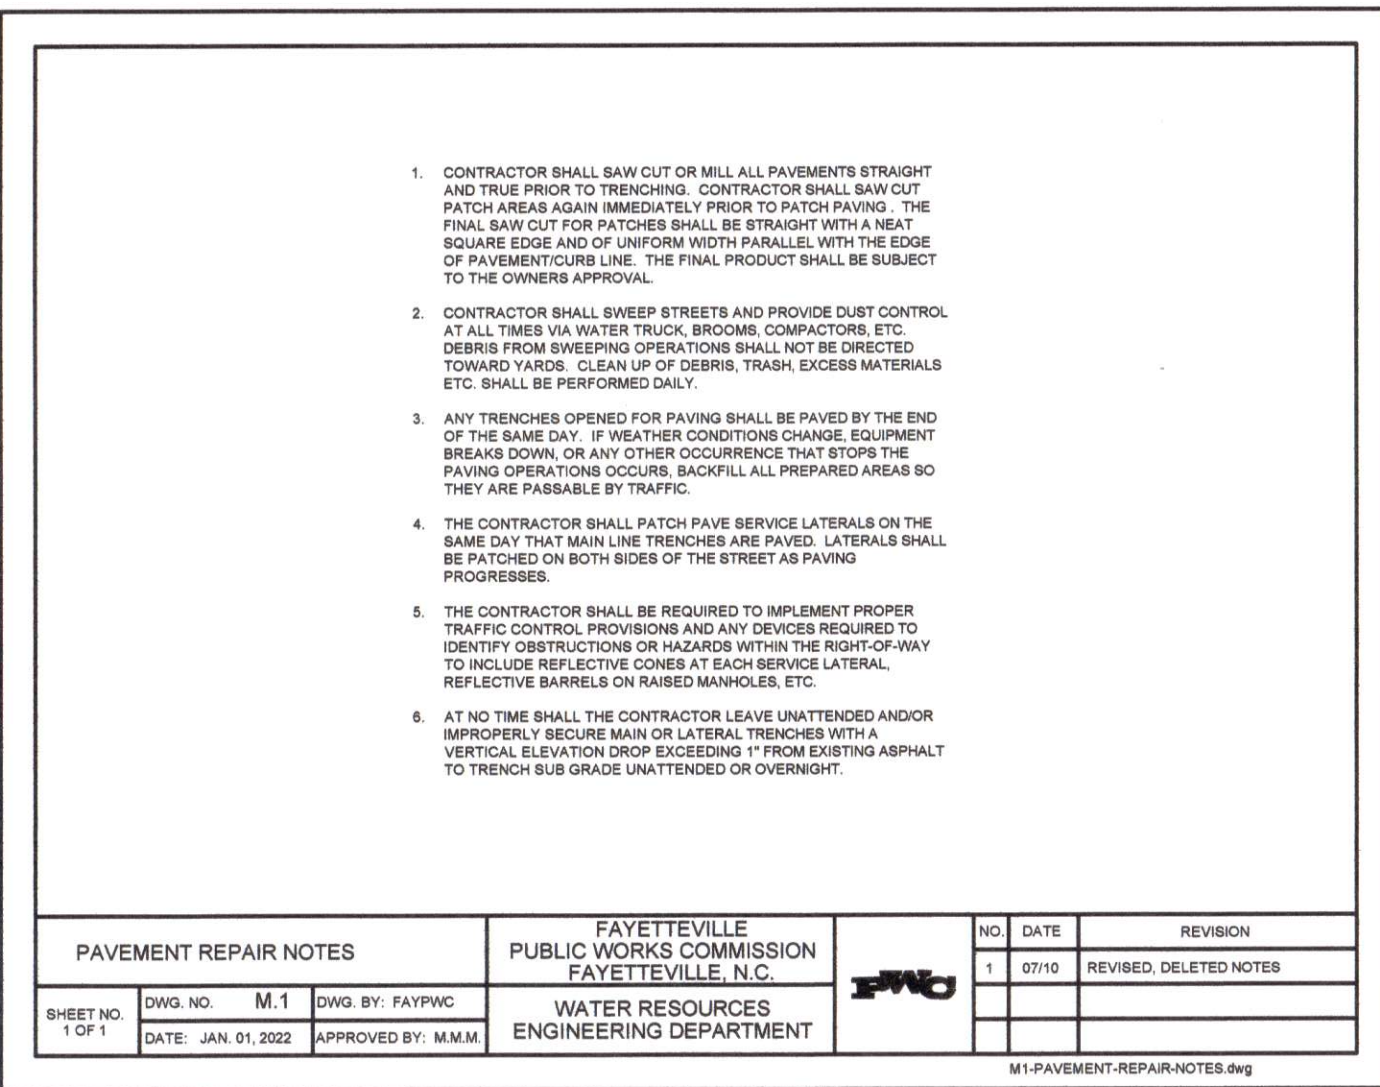 1. CONTRACTOR SHALL SAW CUT OR MILL ALL PAVEMENTS STRAIGHT
AND TRUE PRIOR TO TRENCHING. CONTRACTOR SHALL SAW CUT
PATCH AREAS AGAIN IMMEDIATELY PRIOR TO PATCH PAVING . THE
FINAL SAW CUT FOR PATCHES SHALL BE STRAIGHT WITH A NEAT
SQUARE EDGE AND OF UNIFORM WIDTH PARALLEL WITH THE EDGE
OF PAVEMENT/CURB LINE. THE FINAL PRODUCT SHALL BE SUBJECT
TO THE OWNERS APPROVAL.
2. CONTRACTOR SHALL SWEEP STREETS AND PROVIDE DUST CONTROL
AT ALL TIMES VIA WATER TRUCK, BROOMS, COMPACTORS, ETC.
DEBRIS FROM SWEEPING OPERATIONS SHALL NOT BE DIRECTED
TOWARD YARDS. CLEAN UP OF DEBRIS, TRASH, EXCESS MATERIALS
ETC. SHALL BE PERFORMED DAILY.
3. ANY TRENCHES OPENED FOR PAVING SHALL BE PAVED BY THE END
OF THE SAME DAY. IF WEATHER CONDITIONS CHANGE, EQUIPMENT
BREAKS DOWN, OR ANY OTHER OCCURRENCE THAT STOPS THE
PAVING OPERATIONS OCCURS, BACKFILL ALL PREPARED AREAS SO
THEY ARE PASSABLE BY TRAFFIC.
4. THE CONTRACTOR SHALL PATCH PAVE SERVICE LATERALS ON THE
SAME DAY THAT MAIN LINE TRENCHES ARE PAVED. LATERALS SHALL
BE PATCHED ON BOTH SIDES OF THE STREET AS PAVING
PROGRESSES.
5. THE CONTRACTOR SHALL BE REQUIRED TO IMPLEMENT PROPER
TRAFFIC CONTROL PROVISIONS AND ANY DEVICES REQUIRED TO
IDENTIFY OBSTRUCTIONS OR HAZARDS WITHIN THE RIGHT-OF-WAY
TO INCLUDE REFLECTIVE CONES AT EACH SERVICE LATERAL,
REFLECTIVE BARRELS ON RAISED MANHOLES, ETC.
6. AT NO TIME SHALL THE CONTRACTOR LEAVE UNATTENDED AND/OR
IMPROPERLY SECURE MAIN OR LATERAL TRENCHES WITH A
VERTICAL ELEVATION DROP EXCEEDING 1" FROM EXISTING ASPHALT
TO TRENCH SUB GRADE UNATTENDED OR OVERNIGHT.
PAVEMENT REPAIR NOTES
SHEET NO.
1 OF 1
DWG. NO. M.1
DWG. BY: FAYPWC
DATE: JAN. 01, 2022
APPROVED BY: M.M.M.
FAYETTEVILLE
PUBLIC WORKS COMMISSION
FAYETTEVILLE, N.C.
WATER RESOURCES
ENGINEERING DEPARTMENT
PWC
NO. DATE REVISION
1 07/10 REVISED, DELETED NOTES
M1-PAVEMENT-REPAIR-NOTES.dwg